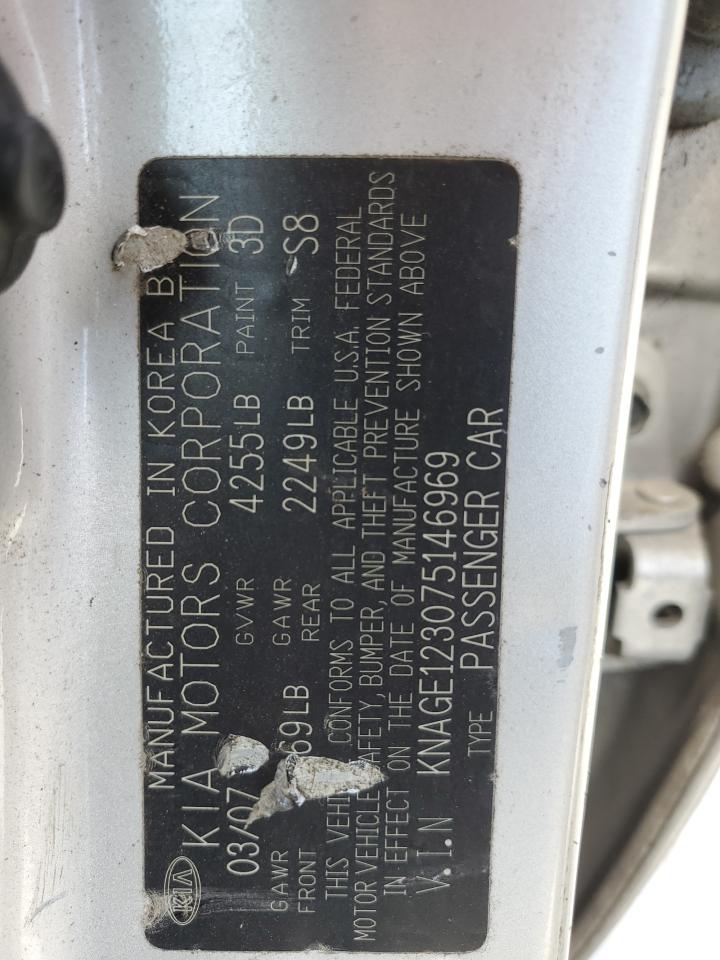 MANUFACTURED IN KOREA B
KIA KIA MOTORS CORPORATION
03/07 GVWR 4255LB PAINT 3D
GAWR FRONT 69LB GAWR REAR 2249LB TRIM S8
THIS VEHI CONFORMS TO ALL APPLICABLE U.S.A. FEDERAL
MOTOR VEHICLE SAFETY, BUMPER, AND THEFT PREVENTION STANDARDS
IN EFFECT ON THE DATE OF MANUFACTURE SHOWN ABOVE
V.I.N KNAGE123075146969
TYPE PASSENGER CAR